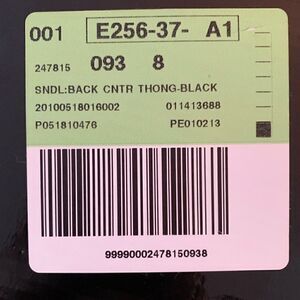 001 E256-37- A1
247815 093 8
SNDL:BACK CNTR THONG-BLACK
20100518016002 011413688
P051810476 PE010213
99990002478150938